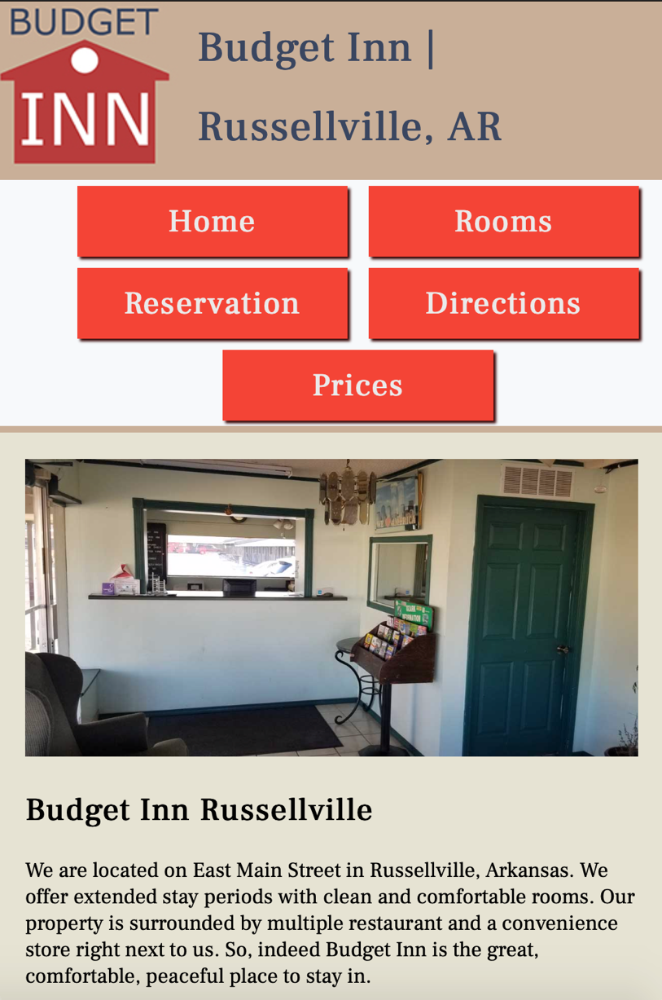 BUDGET
INN
Budget Inn |
Russellville, AR
Home
Rooms
Reservation
Directions
Prices
AMERICA
INFORMATION
Budget Inn Russellville
We are located on East Main Street in Russellville, Arkansas. We
offer extended stay periods with clean and comfortable rooms. Our
property is surrounded by multiple restaurant and a convenience
store right next to us. So, indeed Budget Inn is the great,
comfortable, peaceful place to stay in.